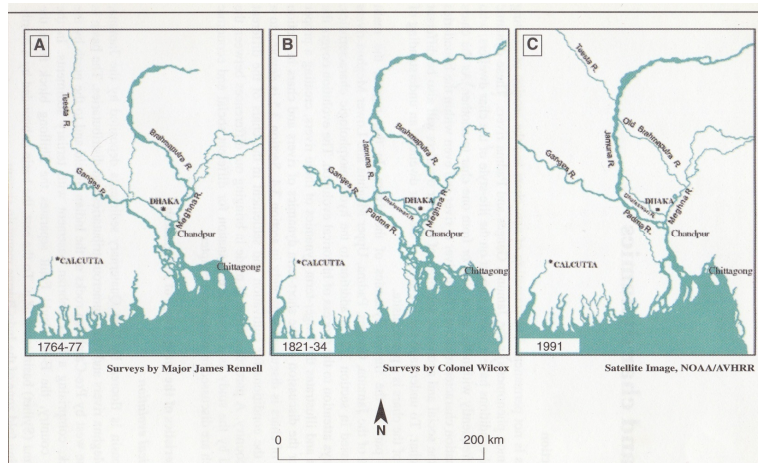 A
Teesta R.
Brahmaputra R.
Ganges R.
DHAKA
Meghna R.
Chandpur
CALCUTTA
Chittagong
1764-77
Surveys by Major James Rennell
B
Jamuna R.
Brahmaputra R.
Ganges R.
DHAKA
Meghna R.
Padma R.
Chandpur
CALCUTTA
Chittagong
1821-34
Surveys by Colonel Wilcox
C
Teesta R.
Old Brahmaputra R.
Jamuna R.
Ganges R.
DHAKA
Meghna R.
Padma R.
Chandpur
CALCUTTA
Chittagong
1991
Satellite Image, NOAA/AVHRR
N
0
200 km